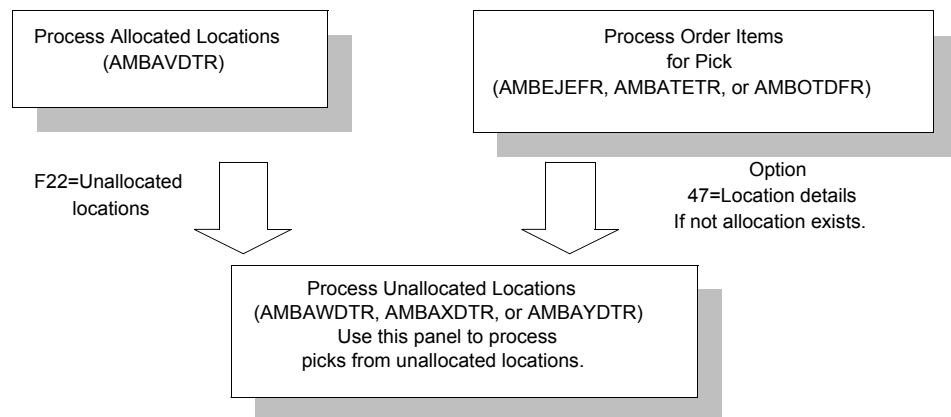 Process Allocated Locations
(AMBAVDTR)
Process Order Items
for Pick
(AMBEJEFR, AMBATETR, or AMBOTDFR)
F22=Unallocated
locations
Option
47=Location details
If not allocation exists.
Process Unallocated Locations
(AMBAWDTR, AMBAXDTR, or AMBAYDTR)
Use this panel to process
picks from unallocated locations.